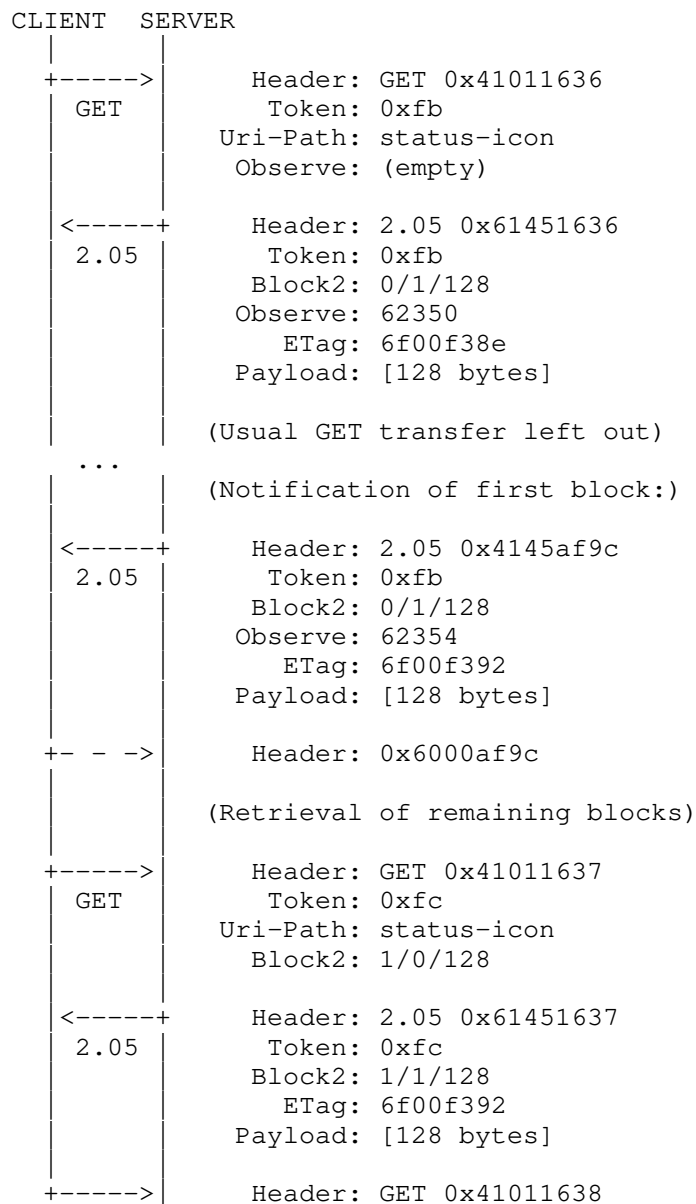 CLIENT  SERVER
  |      |
  +----->|     Header: GET 0x41011636
  | GET  |      Token: 0xfb
  |      |   Uri-Path: status-icon
  |      |    Observe: (empty)
  |      |
  |<-----+     Header: 2.05 0x61451636
  | 2.05 |      Token: 0xfb
  |      |     Block2: 0/1/128
  |      |    Observe: 62350
  |      |       ETag: 6f00f38e
  |      |    Payload: [128 bytes]
  |      |
  |      |  (Usual GET transfer left out)
    ...
  |      |  (Notification of first block:)
  |      |
  |<-----+     Header: 2.05 0x4145af9c
  | 2.05 |      Token: 0xfb
  |      |     Block2: 0/1/128
  |      |    Observe: 62354
  |      |       ETag: 6f00f392
  |      |    Payload: [128 bytes]
  |      |
  +- - ->|     Header: 0x6000af9c
  |      |
  |      |  (Retrieval of remaining blocks)
  |      |
  +----->|     Header: GET 0x41011637
  | GET  |      Token: 0xfc
  |      |   Uri-Path: status-icon
  |      |     Block2: 1/0/128
  |      |
  |<-----+     Header: 2.05 0x61451637
  | 2.05 |      Token: 0xfc
  |      |     Block2: 1/1/128
  |      |       ETag: 6f00f392
  |      |    Payload: [128 bytes]
  |      |
  +----->|     Header: GET 0x41011638